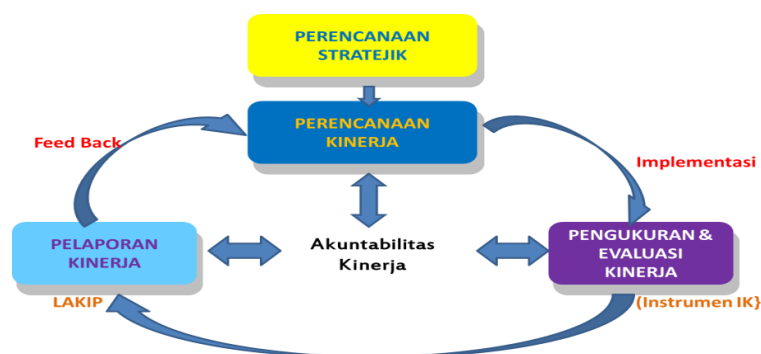 PERENCANAAN
STRATEJIK
PERENCANAAN
KINERJA
Feed Back
Implementasi
PELAPORAN
KINERJA
Akuntabilitas
Kinerja
PENGUKURAN &
EVALUASI
KINERJA
LAKIP
(Instrumen IK}